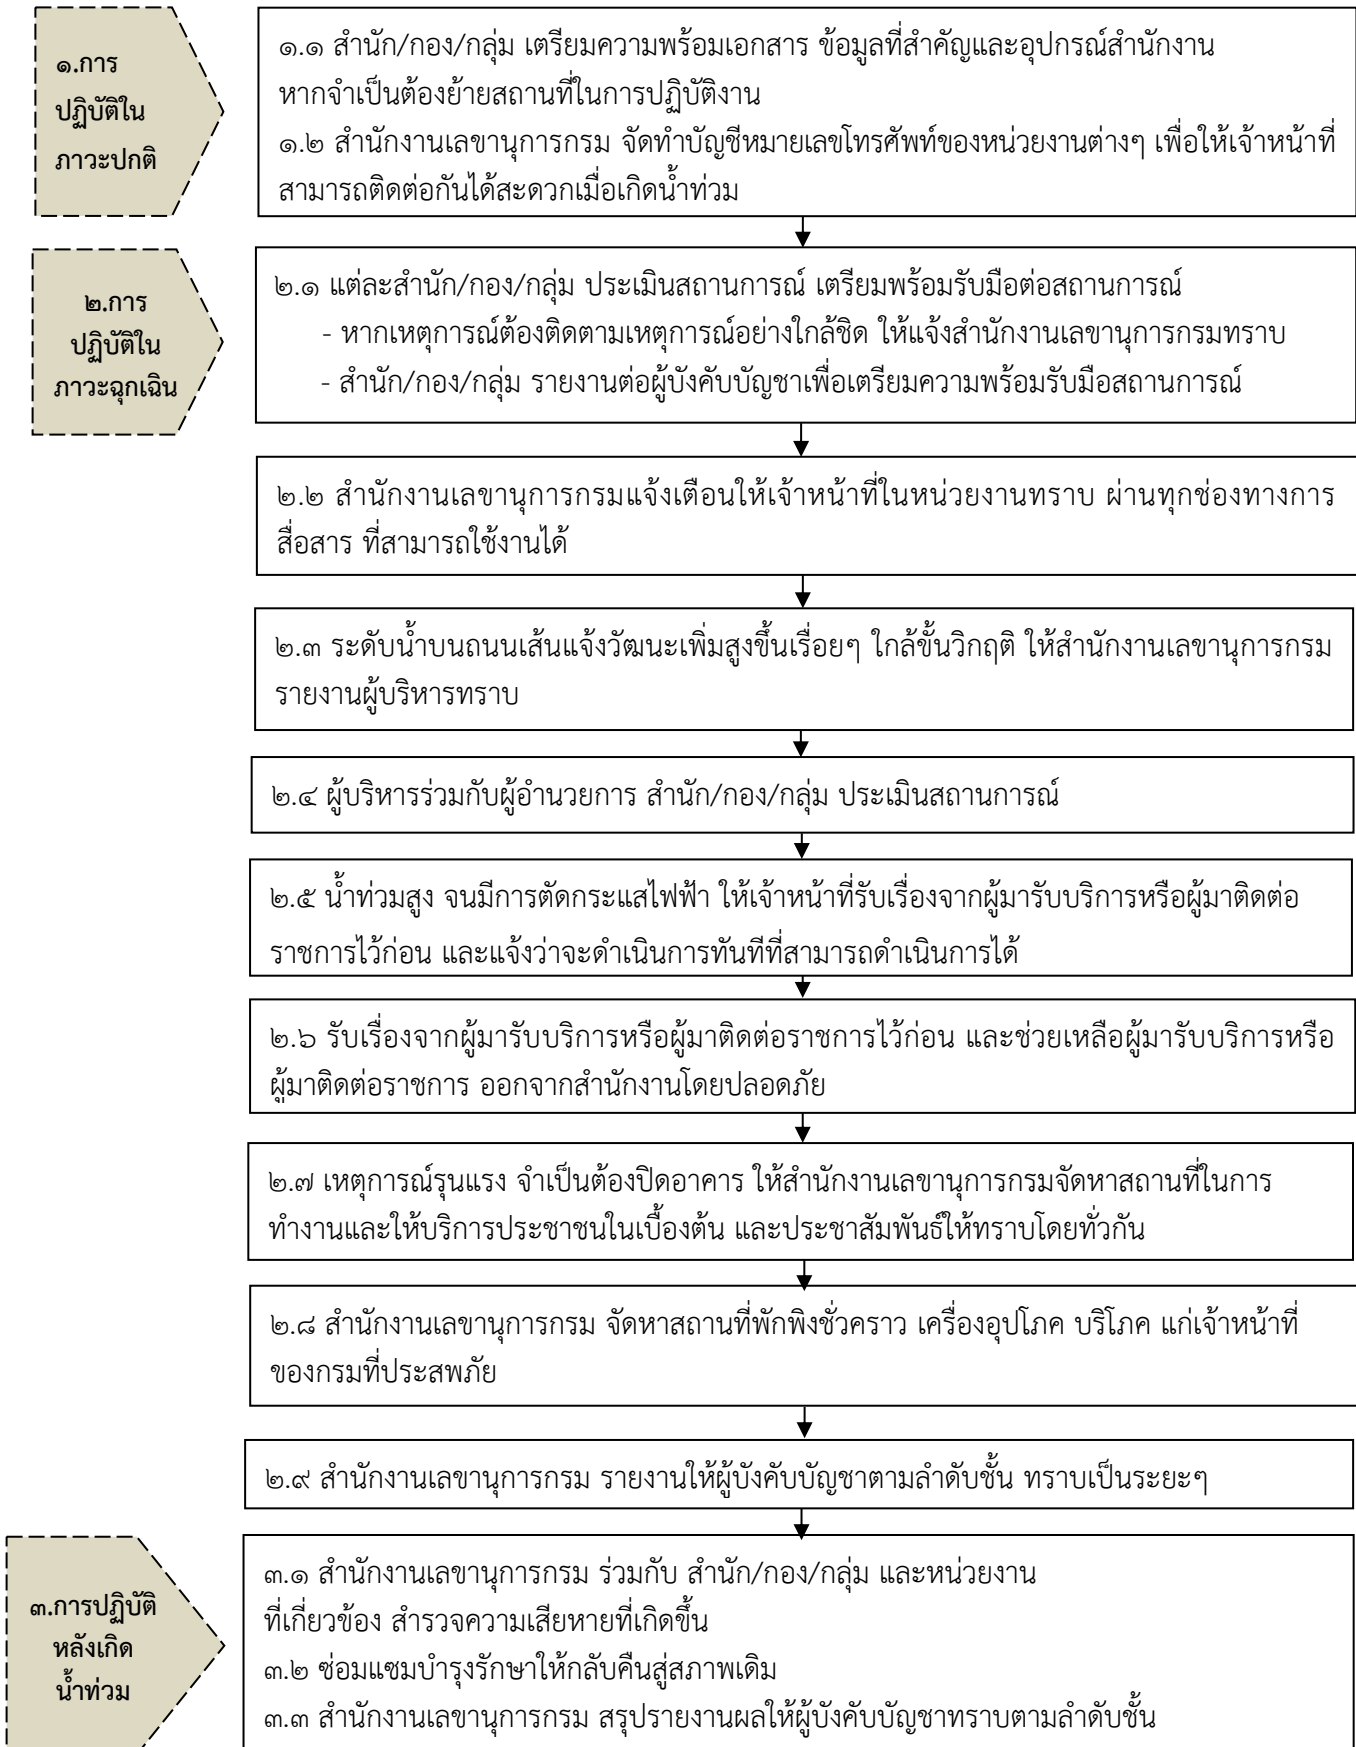 ๑.การ
ปฏิบัติใน
ภาวะปกติ
๑.๑ สำนัก/กอง/กลุ่ม เตรียมความพร้อมเอกสาร ข้อมูลที่สำคัญและอุปกรณ์สำนักงาน
หากจำเป็นต้องย้ายสถานที่ในการปฏิบัติงาน
๑.๒ สำนักงานเลขานุการกรม จัดทำบัญชีหมายเลขโทรศัพท์ของหน่วยงานต่างๆ เพื่อให้เจ้าหน้าที่
สามารถติดต่อกันได้สะดวกเมื่อเกิดน้ำท่วม
๒.การ
ปฏิบัติใน
ภาวะฉุกเฉิน
๒.๑ แต่ละสำนัก/กอง/กลุ่ม ประเมินสถานการณ์ เตรียมพร้อมรับมือต่อสถานการณ์
- หากเหตุการณ์ต้องติดตามเหตุการณ์อย่างใกล้ชิด ให้แจ้งสำนักงานเลขานุการกรมทราบ
- สำนัก/กอง/กลุ่ม รายงานต่อผู้บังคับบัญชาเพื่อเตรียมความพร้อมรับมือสถานการณ์
๒.๒ สำนักงานเลขานุการกรมแจ้งเตือนให้เจ้าหน้าที่ในหน่วยงานทราบ ผ่านทุกช่องทางการ
สื่อสาร ที่สามารถใช้งานได้
๒.๓ ระดับน้ำบนถนนเส้นแจ้งวัฒนะเพิ่มสูงขึ้นเรื่อยๆ ใกล้ขั้นวิกฤติ ให้สำนักงานเลขานุการกรม
รายงานผู้บริหารทราบ
๒.๔ ผู้บริหารร่วมกับผู้อำนวยการ สำนัก/กอง/กลุ่ม ประเมินสถานการณ์
๒.๕ น้ำท่วมสูง จนมีการตัดกระแสไฟฟ้า ให้เจ้าหน้าที่รับเรื่องจากผู้มารับบริการหรือผู้มาติดต่อ
ราชการไว้ก่อน และแจ้งว่าจะดำเนินการทันทีที่สามารถดำเนินการได้
๒.๖ รับเรื่องจากผู้มารับบริการหรือผู้มาติดต่อราชการไว้ก่อน และช่วยเหลือผู้มารับบริการหรือ
ผู้มาติดต่อราชการ ออกจากสำนักงานโดยปลอดภัย
๒.๗ เหตุการณ์รุนแรง จำเป็นต้องปิดอาคาร ให้สำนักงานเลขานุการกรมจัดหาสถานที่ในการ
ทำงานและให้บริการประชาชนในเบื้องต้น และประชาสัมพันธ์ให้ทราบโดยทั่วกัน
๒.๘ สำนักงานเลขานุการกรม จัดหาสถานที่พักพิงชั่วคราว เครื่องอุปโภค บริโภค แก่เจ้าหน้าที่
ของกรมที่ประสพภัย
๒.๙ สำนักงานเลขานุการกรม รายงานให้ผู้บังคับบัญชาตามลำดับชั้น ทราบเป็นระยะๆ
๓.การปฏิบัติ
หลังเกิด
น้ำท่วม
๓.๑ สำนักงานเลขานุการกรม ร่วมกับ สำนัก/กอง/กลุ่ม และหน่วยงาน
ที่เกี่ยวข้อง สำรวจความเสียหายที่เกิดขึ้น
๓.๒ ซ่อมแซมบำรุงรักษาให้กลับคืนสู่สภาพเดิม
๓.๓ สำนักงานเลขานุการกรม สรุปรายงานผลให้ผู้บังคับบัญชาทราบตามลำดับชั้น